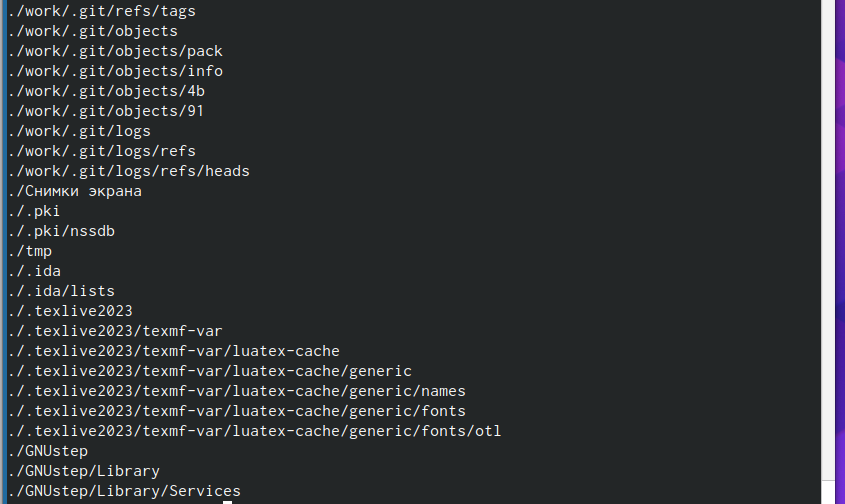 ./work/.git/refs/tags
./work/.git/objects
./work/.git/objects/pack
./work/.git/objects/info
./work/.git/objects/4b
./work/.git/objects/91
./work/.git/logs
./work/.git/logs/refs
./work/.git/logs/refs/heads
./Снимки экрана
./.pki
./.pki/nssdb
./tmp
./.ida
./.ida/lists
./.texlive2023
./.texlive2023/texmf-var
./.texlive2023/texmf-var/luatex-cache
./.texlive2023/texmf-var/luatex-cache/generic
./.texlive2023/texmf-var/luatex-cache/generic/names
./.texlive2023/texmf-var/luatex-cache/generic/fonts
./.texlive2023/texmf-var/luatex-cache/generic/fonts/otl
./GNUstep
./GNUstep/Library
./GNUstep/Library/Services